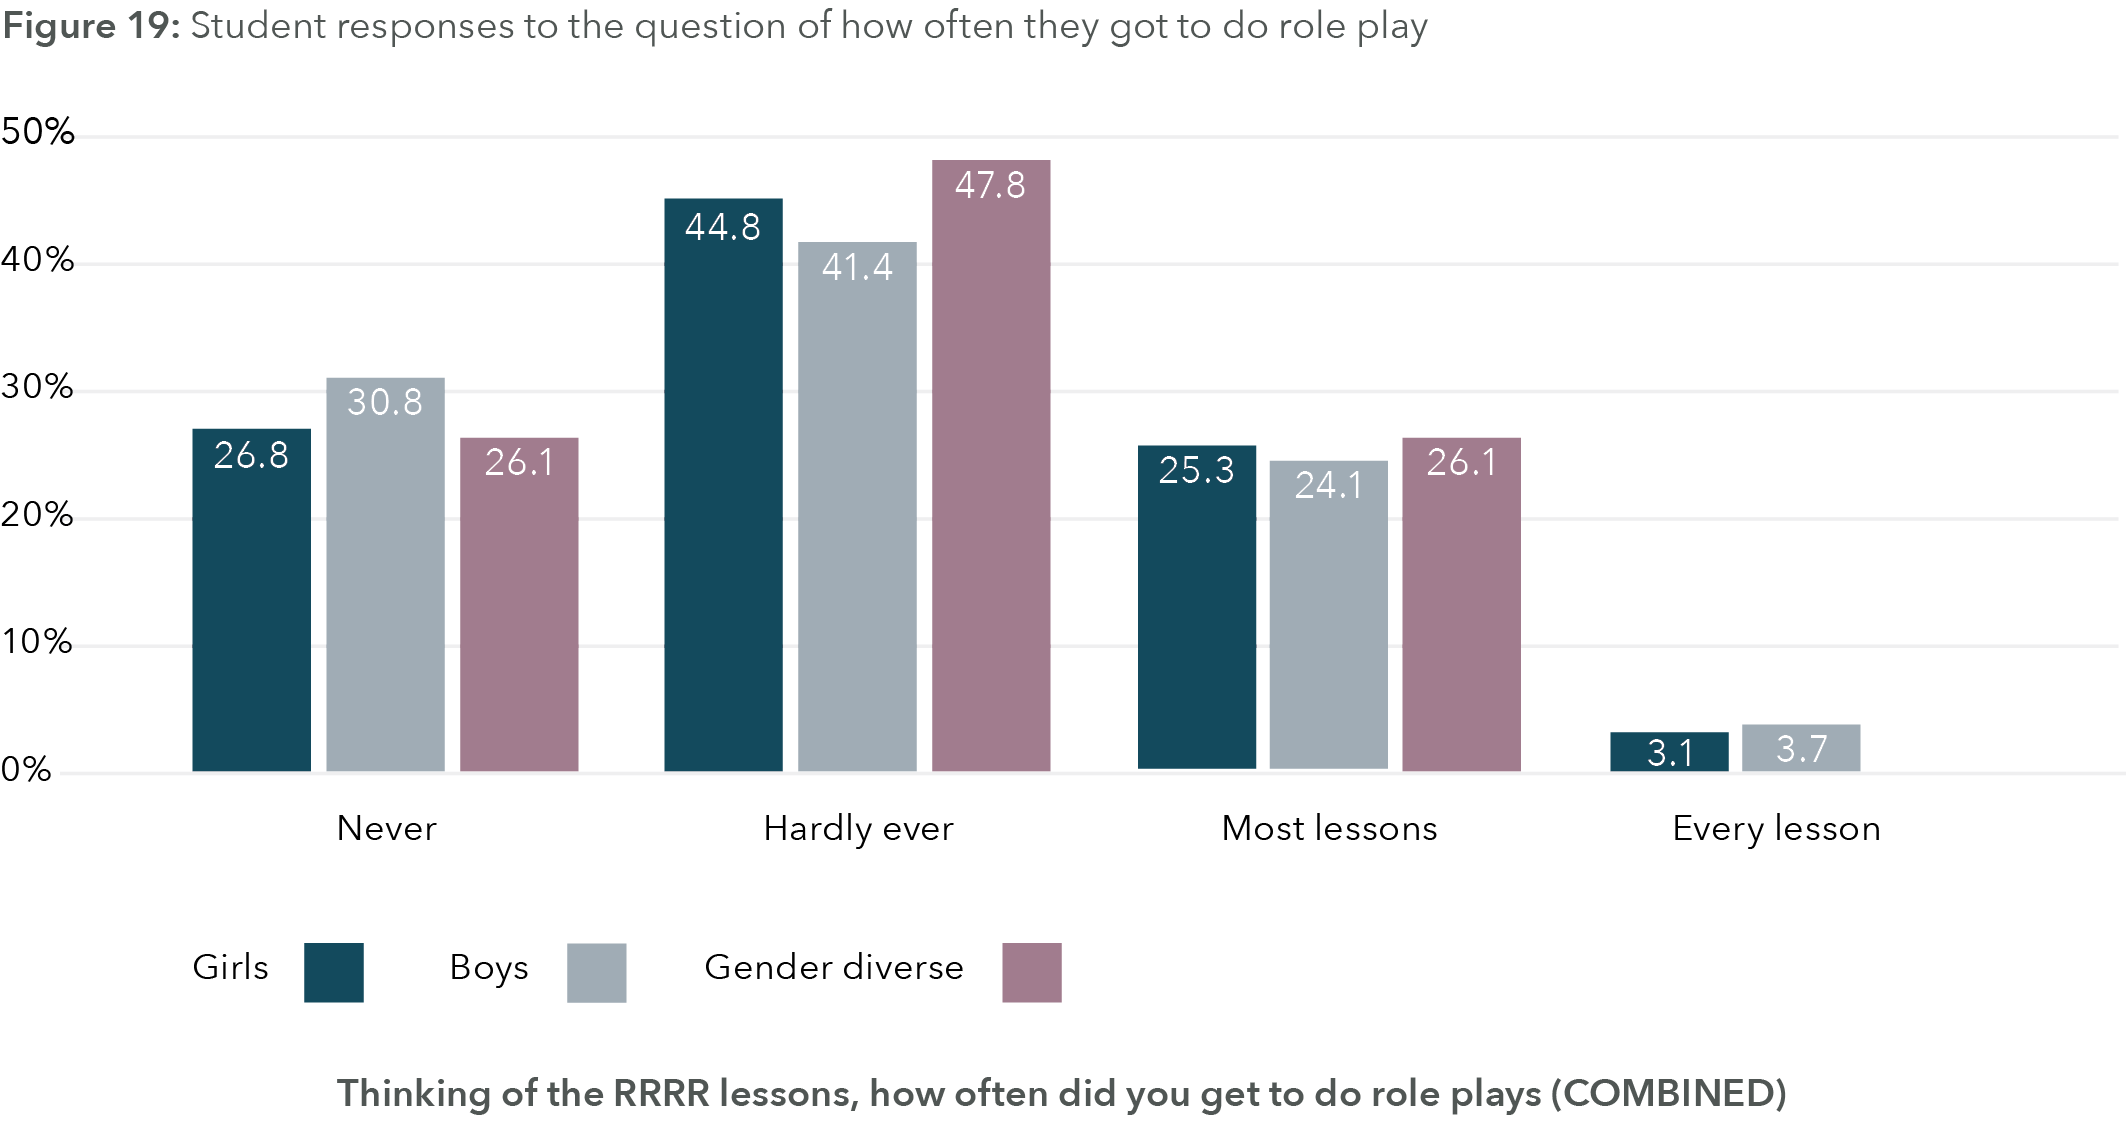 Figure 19: Student responses to the question of how often they got to do role play
50%
40%
30%
20%
10%
0%
26.8
30.8
26.1
44.8
41.4
47.8
25.3
24.1
26.1
3.1
3.7
Never
Hardly ever
Most lessons
Every lesson
Girls
Boys
Gender diverse
Thinking of the RRRR lessons, how often did you get to do role plays (COMBINED)